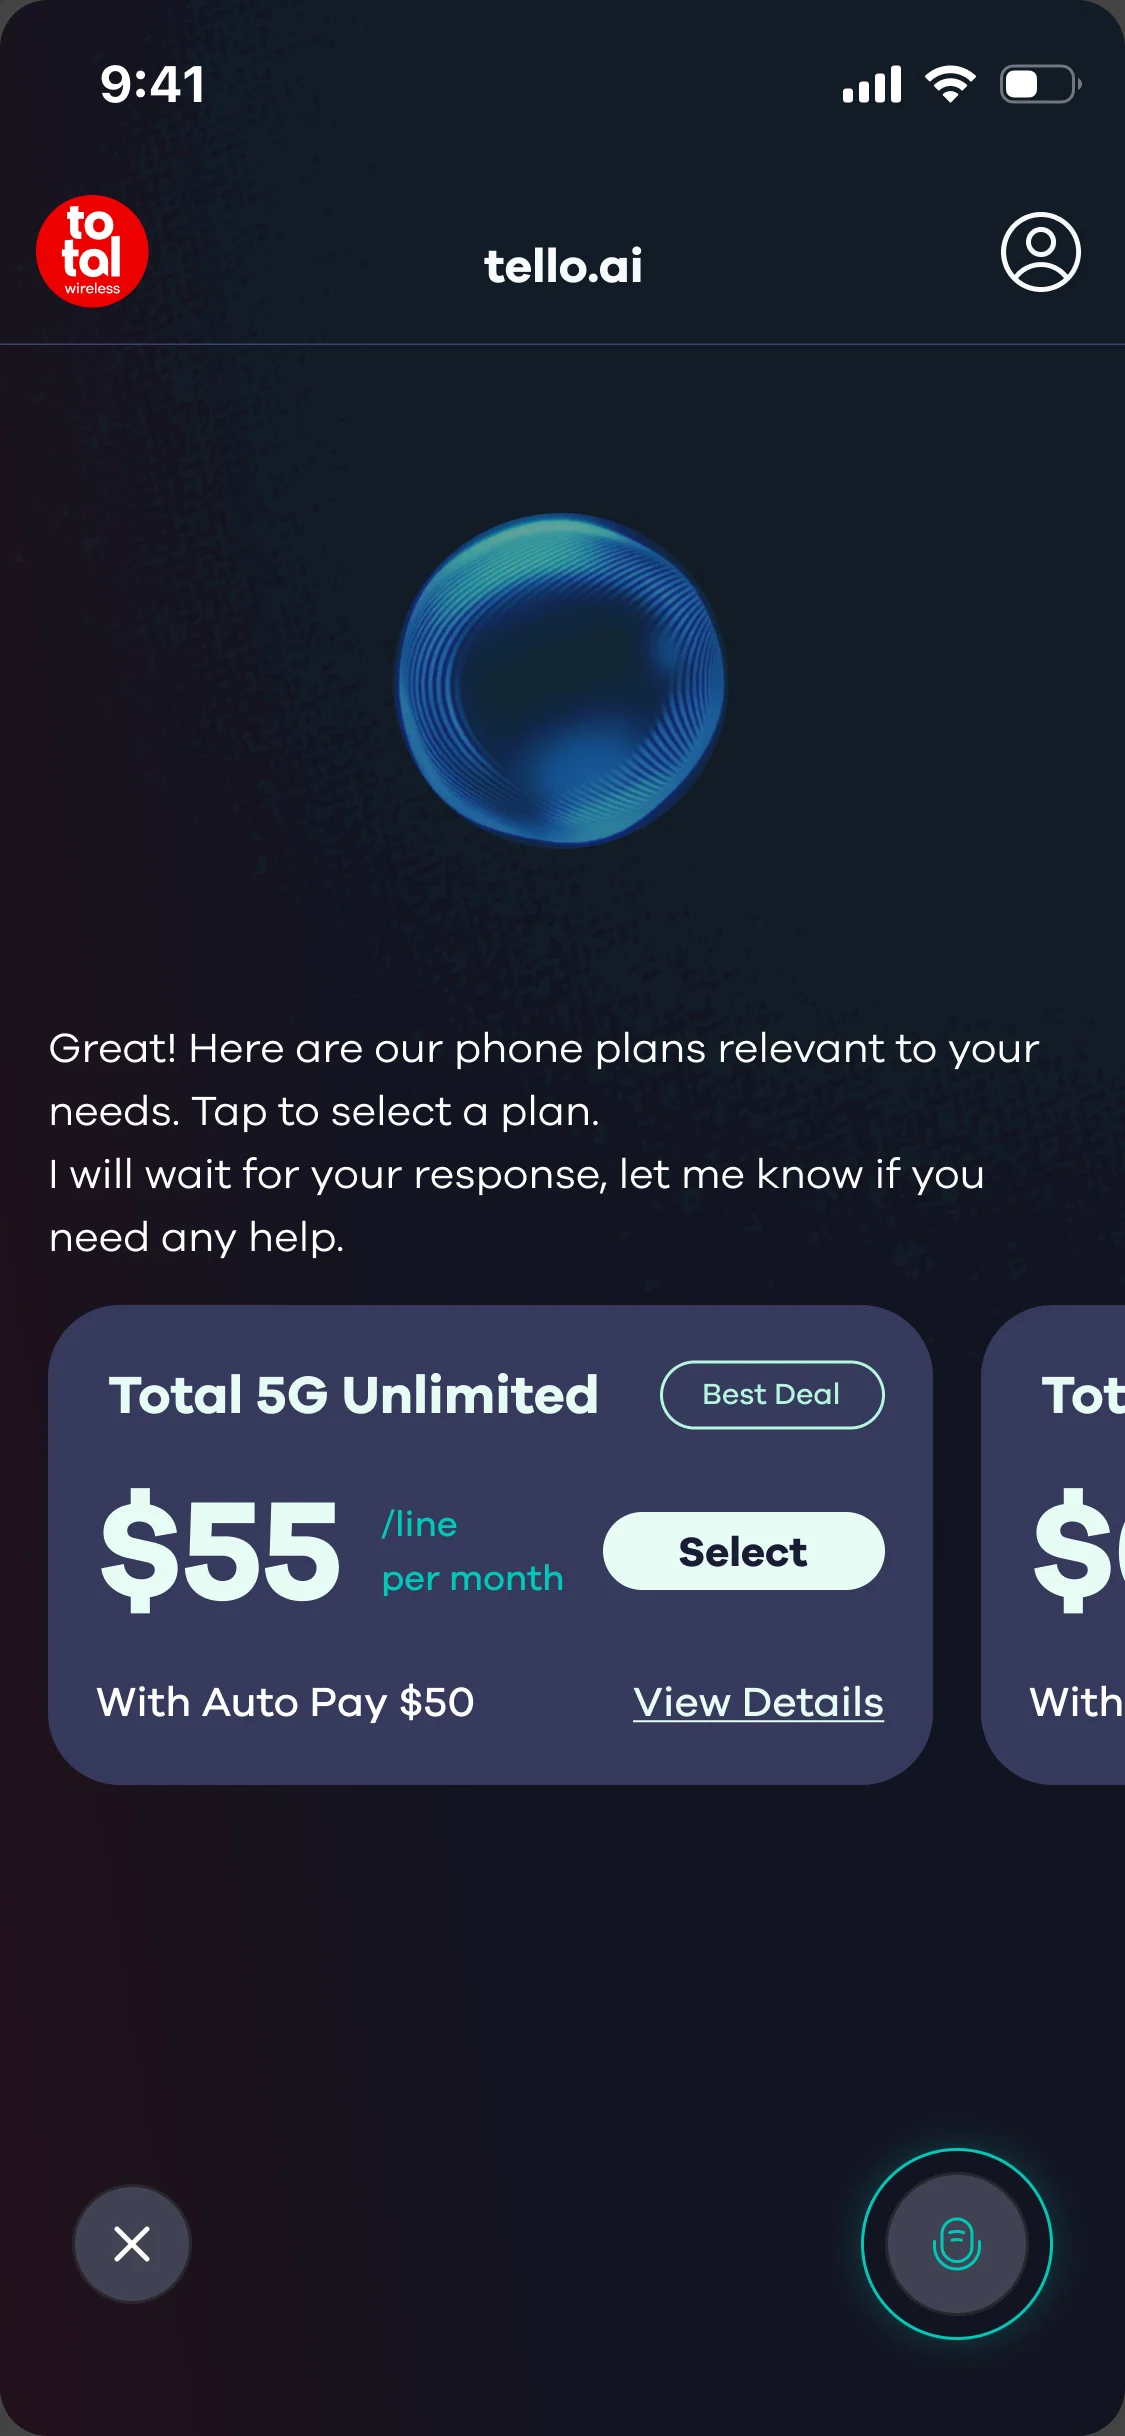 9:41
to
tal
wireless
tello.ai
Great! Here are our phone plans relevant to your
needs. Tap to select a plan.
I will wait for your response, let me know if you
need any help.
Total 5G Unlimited
Best Deal
$55
/line
per month
Select
With Auto Pay $50
View Details
Tot
$
With